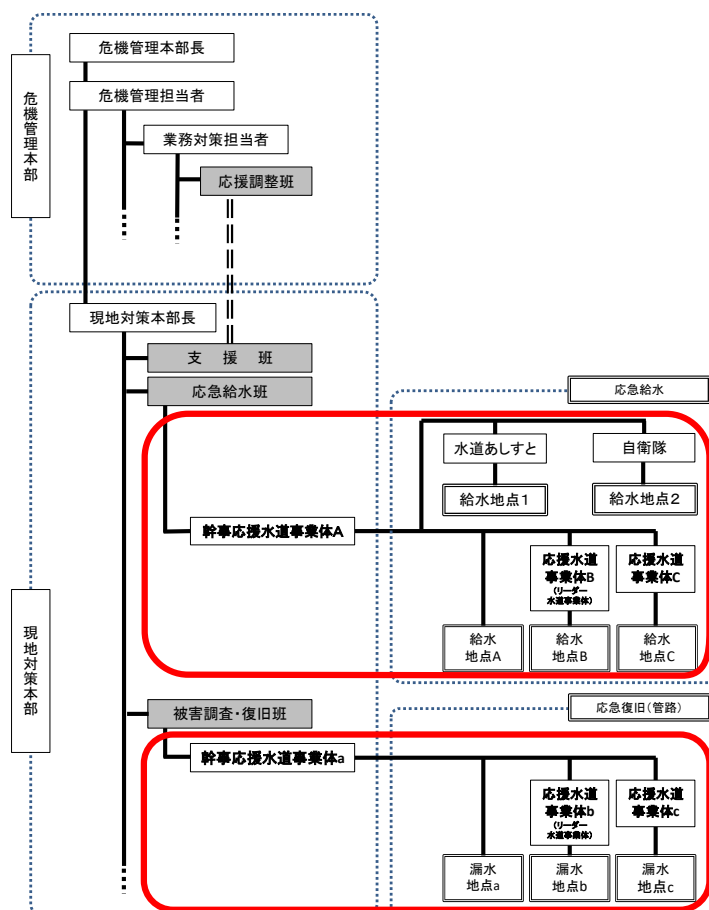 危機管理本部
危機管理本部長
危機管理担当者
業務対策担当者
応援調整班
現地対策本部
現地対策本部長
支　援　班
応急給水班
応急給水
水道あしすと
自衛隊
給水地点1
給水地点2
幹事応援水道事業体A
応援水道
事業体B
(リーダー
水道事業体)
応援水道
事業体C
給水
地点A
給水
地点B
給水
地点C
被害調査・復旧班
応急復旧(管路)
幹事応援水道事業体a
応援水道
事業体b
(リーダー
水道事業体)
応援水道
事業体c
漏水
地点a
漏水
地点b
漏水
地点c